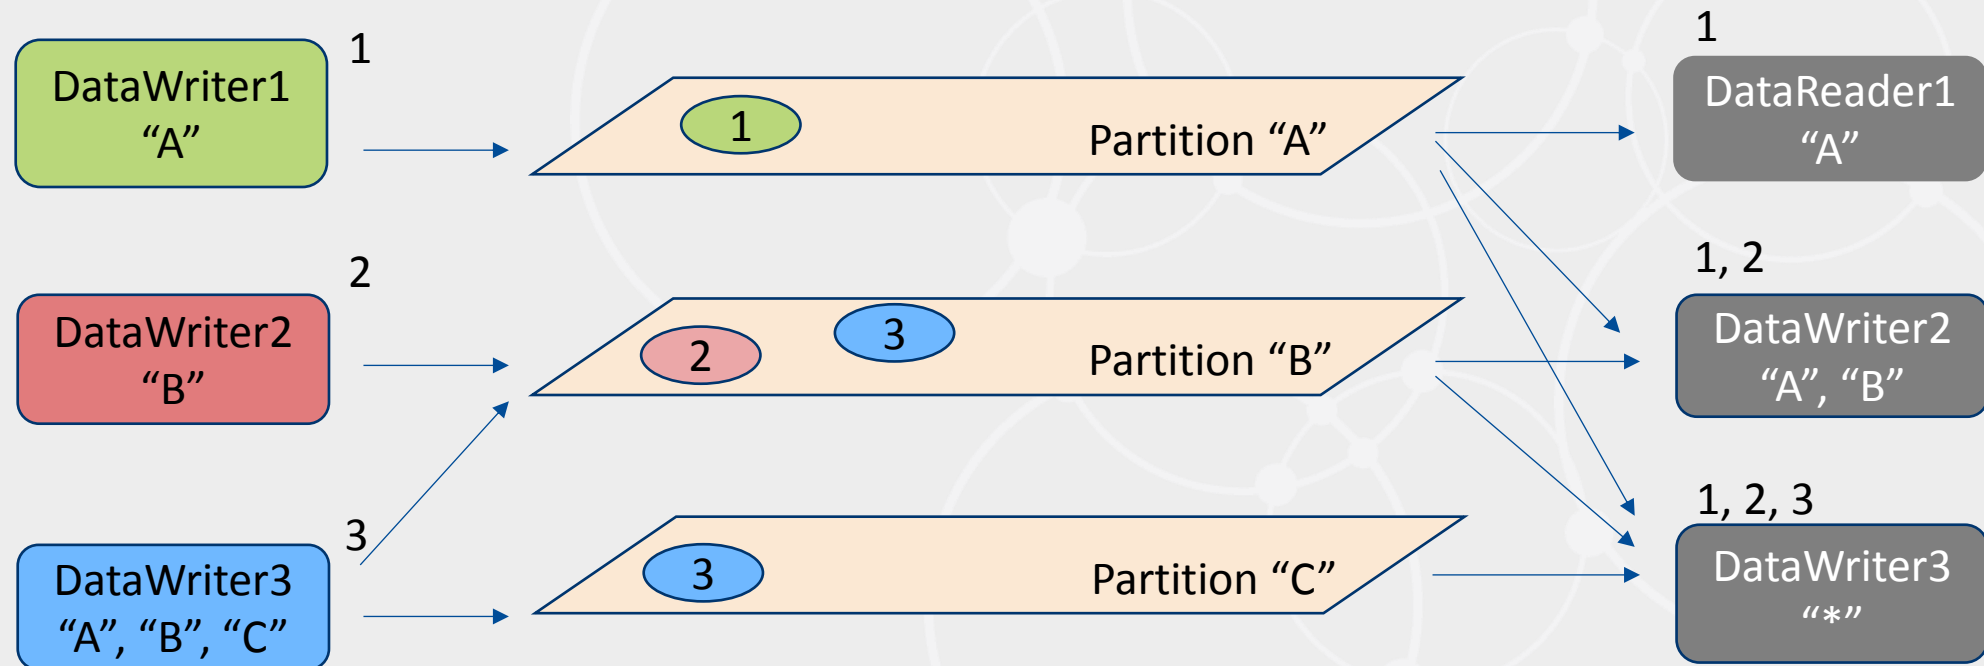 DataWriter1
“A”
1
1
Partition “A”
1
DataReader1
“A”
DataWriter2
“B”
2
2
3
Partition “B”
1, 2
DataWriter2
“A”, “B”
DataWriter3
“A”, “B”, “C”
3
3
Partition “C”
1, 2, 3
DataWriter3
“*”